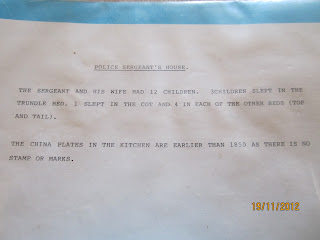 POLICE SERGEANT'S HOUSE.
THE SERGEANT AND HIS WIFE HAD 12 CHILDREN. 3CHILDREN SLEPT IN THE
TRUNDLE BED, 1 SLEPT IN THE COT AND 4 IN EACH OF THE OTHER BEDS (TOP
AND TAIL).
THE CHINA PLATES IN THE KITCHEN ARE EARLIER THAN 1850 AS THERE IS NO
STAMP OR MARKS.
19/11/2012